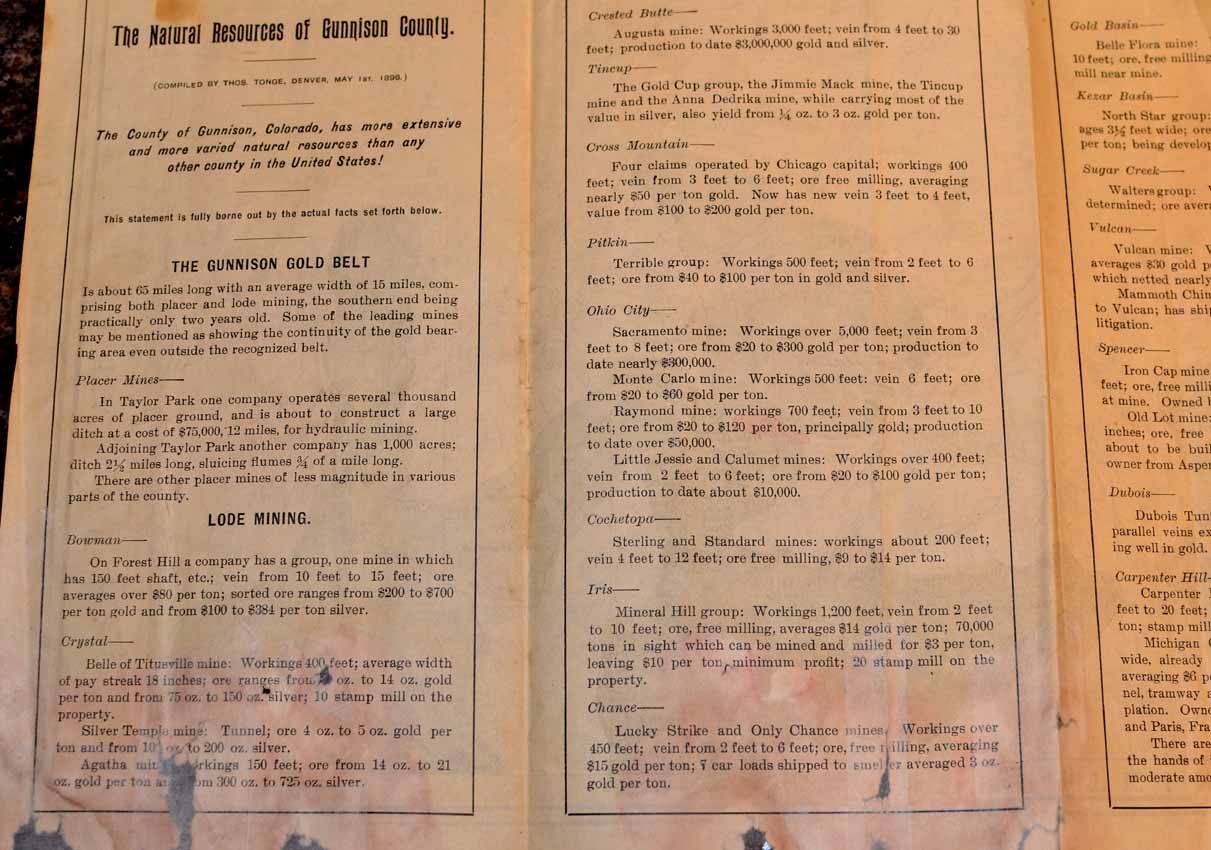 The Natural Resources of Gunnison County.
(COMPILED BY THOS. TONGE, DENVER, MAY 1ST, 1896.)
The County of Gunnison, Colorado, has more extensive
and more varied natural resources than any
other county in the United States!
This statement is fully borne out by the actual facts set forth below.
THE GUNNISON GOLD BELT
Is about 65 miles long with an average width of 15 miles, com-
prising both placer and lode mining, the southern end being
practically only two years old. Some of the leading mines
may be mentioned as showing the continuity of the gold bear-
ing area even outside the recognized belt.
Placer Mines—
In Taylor Park one company operates several thousand
acres of placer ground, and is about to construct a large
ditch at a cost of $75,000, 12 miles, for hydraulic mining.
Adjoining Taylor Park another company has 1,000 acres;
ditch 2½ miles long, sluicing flumes ¾ of a mile long.
There are other placer mines of less magnitude in various
parts of the county.
LODE MINING.
Bowman—
On Forest Hill a company has a group, one mine in which
has 150 feet shaft, etc.; vein from 10 feet to 15 feet; ore
averages over $80 per ton; sorted ore ranges from $200 to $700
per ton gold and from $100 to $384 per ton silver.
Crystal—
Belle of Titusville mine: Workings 400 feet; average width
of pay streak 18 inches; ore ranges from oz. to 14 oz. gold
per ton and from 75 oz. to 150 oz. silver; 10 stamp mill on the
property.
Silver Temple mine: Tunnel; ore 4 oz. to 5 oz. gold per
ton and from 10 oz. to 200 oz. silver.
Agatha mine: Workings 150 feet; ore from 14 oz. to 21
oz. gold per ton and from 300 oz. to 725 oz. silver.
Crested Butte—
Augusta mine: Workings 3,000 feet; vein from 4 feet to 30
feet; production to date $3,000,000 gold and silver.
Tincup—
The Gold Cup group, the Jimmie Mack mine, the Tincup
mine and the Anna Dedrika mine, while carrying most of the
value in silver, also yield from ¼ oz. to 3 oz. gold per ton.
Cross Mountain—
Four claims operated by Chicago capital; workings 400
feet; vein from 3 feet to 6 feet; ore free milling, averaging
nearly $50 per ton gold. Now has new vein 3 feet to 4 feet,
value from $100 to $200 gold per ton.
Pitkin—
Terrible group: Workings 500 feet; vein from 2 feet to 6
feet; ore from $40 to $100 per ton in gold and silver.
Ohio City—
Sacramento mine: Workings over 5,000 feet; vein from 3
feet to 8 feet; ore from $20 to $300 gold per ton; production to
date nearly $300,000.
Monte Carlo mine: Workings 500 feet: vein 6 feet; ore
from $20 to $60 gold per ton.
Raymond mine: workings 700 feet; vein from 3 feet to 10
feet; ore from $20 to $120 per ton, principally gold; production
to date over $50,000.
Little Jessie and Calumet mines: Workings over 400 feet;
vein from 2 feet to 6 feet; ore from $20 to $100 gold per ton;
production to date about $10,000.
Cochetopa—
Sterling and Standard mines: workings about 200 feet;
vein 4 feet to 12 feet; ore free milling, $9 to $14 per ton.
Iris—
Mineral Hill group: Workings 1,200 feet, vein from 2 feet
to 10 feet; ore, free milling, averages $14 gold per ton; 70,000
tons in sight which can be mined and milled for $3 per ton,
leaving $10 per ton, minimum profit; 20 stamp mill on the
property.
Chance—
Lucky Strike and Only Chance mines, Workings over
450 feet; vein from 2 feet to 6 feet; ore, free milling, averaging
$15 gold per ton; 7 car loads shipped to smelter averaged 3 oz.
gold per ton.
Gold Basin—
Belle Flora mine:
10 feet; ore, free milling
mill near mine.
Kezar Basin—
North Star group:
ages 3½ feet wide; ore
per ton; being develop
Sugar Creek—
Walters group:
determined; ore aver
Vulcan—
Vulcan mine:
averages $30 gold p
which netted nearly
Mammoth Chim
to Vulcan; has ship
litigation.
Spencer—
Iron Cap mine
feet; ore, free milli
at mine. Owned b
Old Lot mine:
inches; ore, free
about to be buil
owner from Aspen
Dubois—
Dubois Tun
parallel veins ex
ing well in gold.
Carpenter Hill-
Carpenter
feet to 20 feet;
ton; stamp mill
Michigan
wide, already
averaging $6 p
nel, tramway a
plation. Owne
and Paris, Fra
There are
the hands of
moderate amo